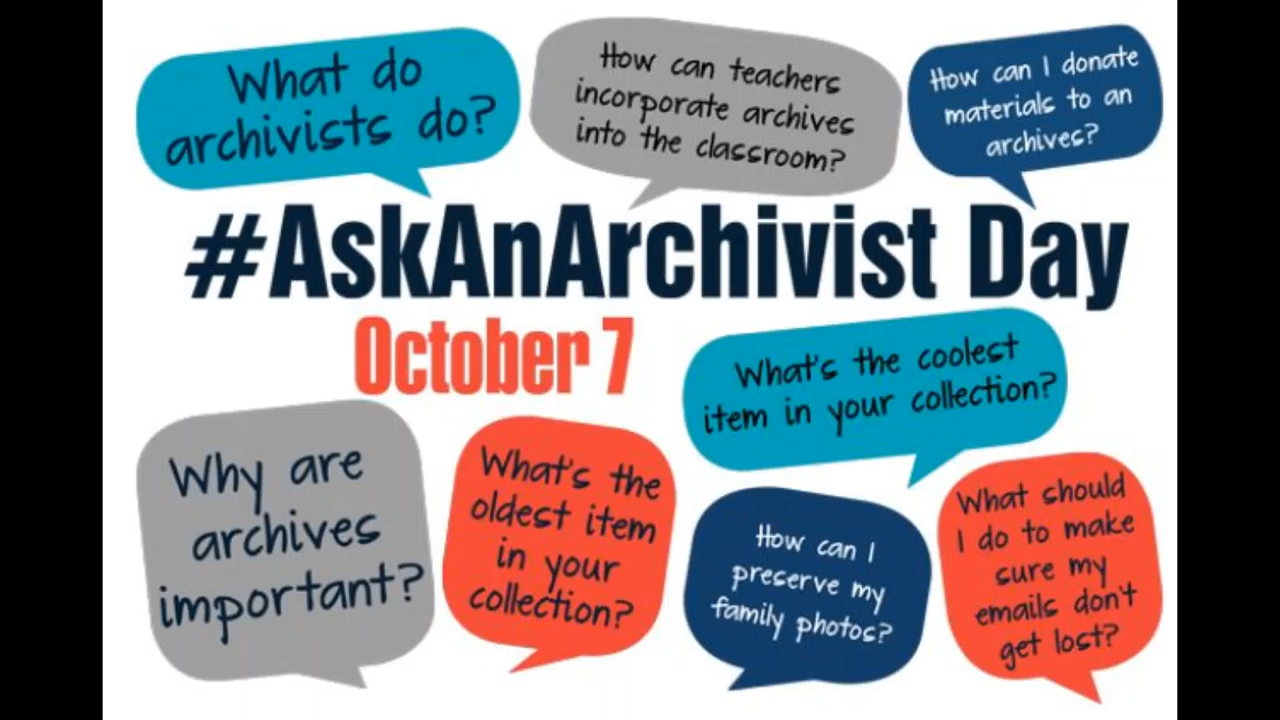 What do
archivists do?
How can teachers
incorporate archives
into the classroom?
How can I donate
materials to an
archives?
#AskAnArchivist Day
October 7
What's the coolest
item in your collection?
Why are
archives
important?
What's the
oldest item
in your
collection?
How can I
preserve my
family photos?
What should
I do to make
sure my
emails don't
get lost?